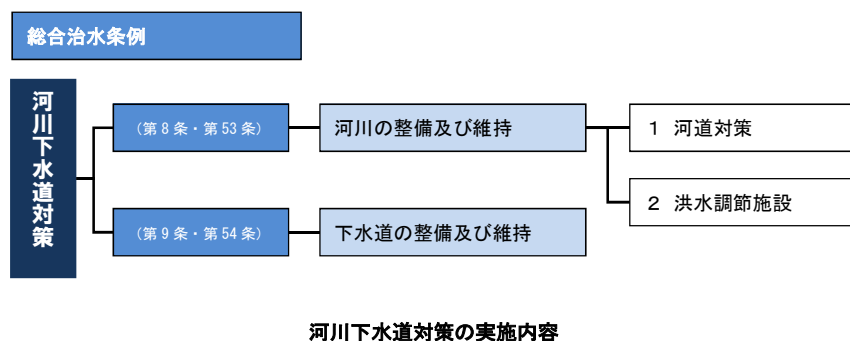 総合治水条例
河川下水道対策
(第8条・第53条)
河川の整備及び維持
1 河道対策
2 洪水調節施設
(第9条・第54条)
下水道の整備及び維持
河川下水道対策の実施内容